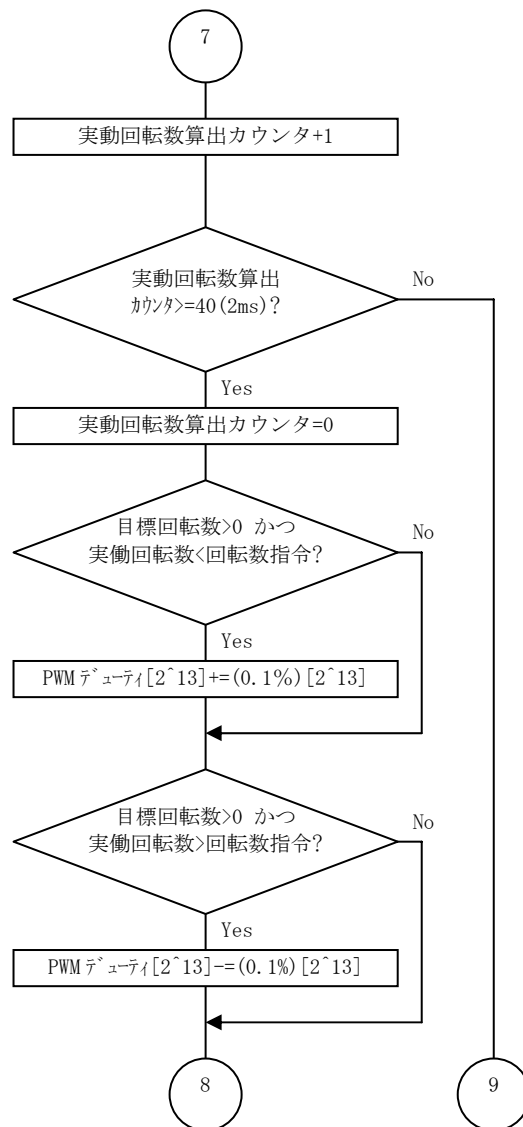 7
実動回転数算出カウンタ+1
実動回転数算出
ｶｳﾝﾀ>=40(2ms)?
No
Yes
実動回転数算出カウンタ=0
目標回転数>0 かつ
実働回転数<回転数指令?
No
Yes
PWMﾃﾞｭｰﾃｨ[2^13]+=(0.1%)[2^13]
目標回転数>0 かつ
実働回転数>回転数指令?
No
Yes
PWMﾃﾞｭｰﾃｨ[2^13]-=(0.1%)[2^13]
8
9